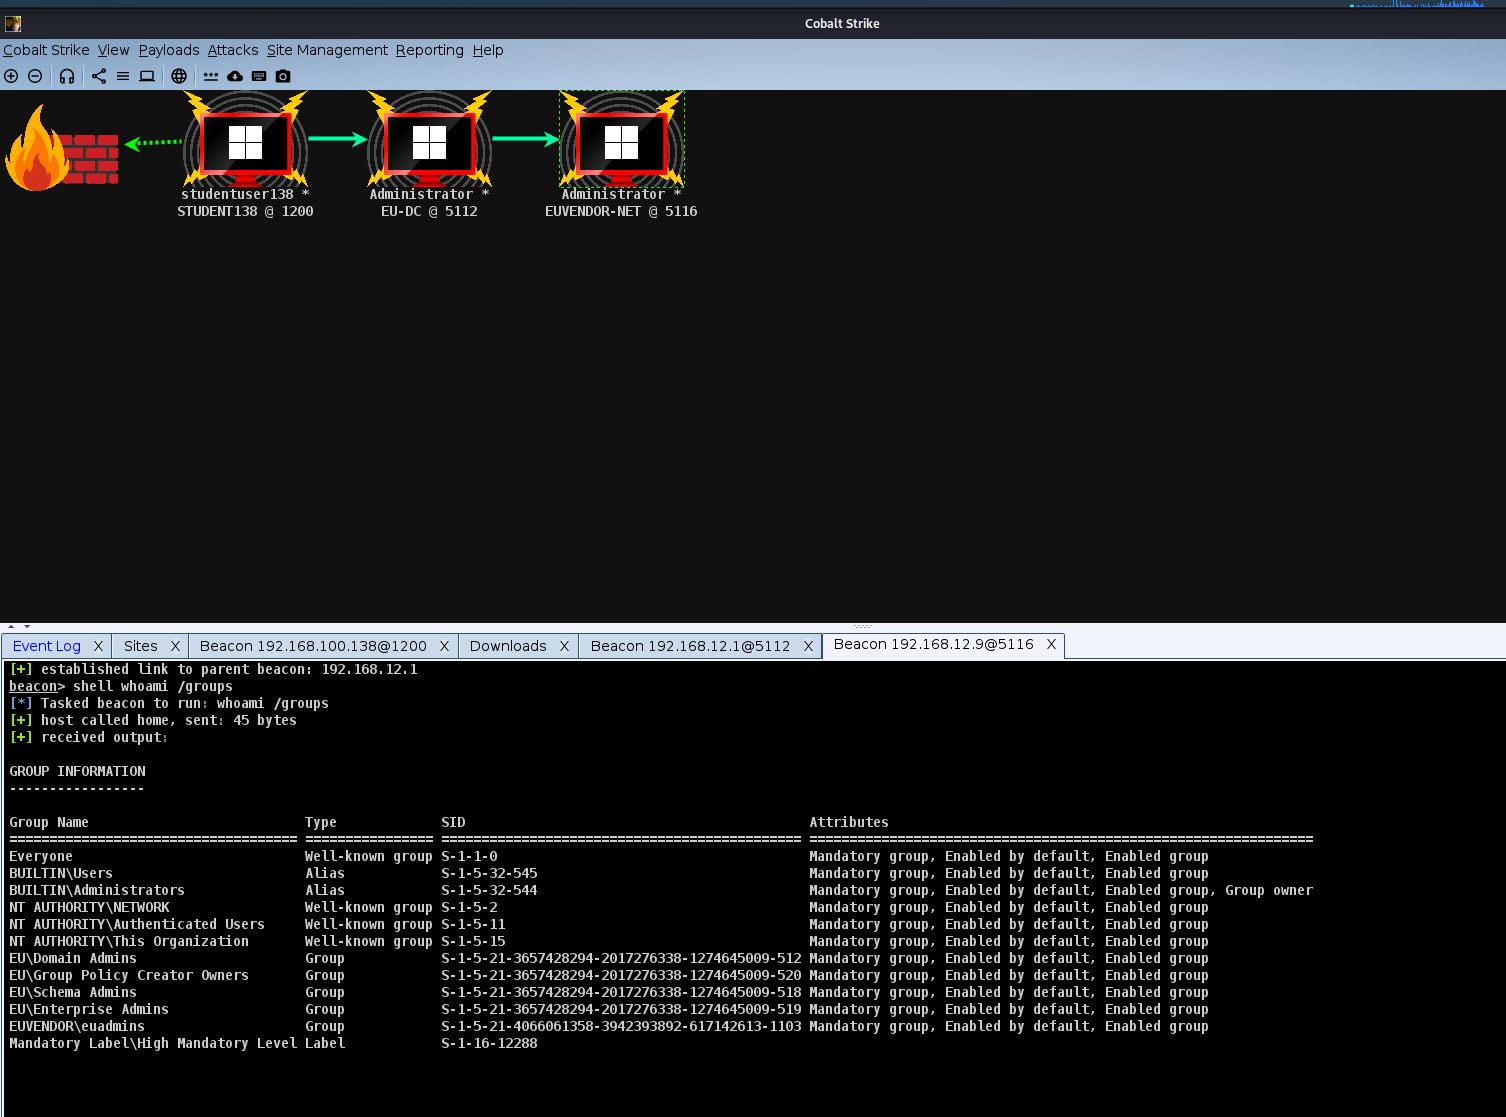 Cobalt Strike
Cobalt Strike View Payloads Attacks Site Management Reporting Help
studentuser138 *
STUDENT138 @ 1200
Administrator *
EU-DC @ 5112
Administrator *
EUVENDOR-NET @ 5116
Event Log X Sites X Beacon 192.168.100.138@1200 X Downloads X Beacon 192.168.12.1@5112 X Beacon 192.168.12.9@5116 X
[+] established link to parent beacon: 192.168.12.1
beacon> shell whoami /groups
[*] Tasked beacon to run: whoami /groups
[+] host called home, sent: 45 bytes
[+] received output:
GROUP INFORMATION
-----------------
Group Name Type SID Attributes
==================================== ================ ============================================= ===============================================================
Everyone Well-known group S-1-1-0 Mandatory group, Enabled by default, Enabled group
BUILTIN\Users Alias S-1-5-32-545 Mandatory group, Enabled by default, Enabled group
BUILTIN\Administrators Alias S-1-5-32-544 Mandatory group, Enabled by default, Enabled group, Group owner
NT AUTHORITY\NETWORK Well-known group S-1-5-2 Mandatory group, Enabled by default, Enabled group
NT AUTHORITY\Authenticated Users Well-known group S-1-5-11 Mandatory group, Enabled by default, Enabled group
NT AUTHORITY\This Organization Well-known group S-1-5-15 Mandatory group, Enabled by default, Enabled group
EU\Domain Admins Group S-1-5-21-3657428294-2017276338-1274645009-512 Mandatory group, Enabled by default, Enabled group
EU\Group Policy Creator Owners Group S-1-5-21-3657428294-2017276338-1274645009-520 Mandatory group, Enabled by default, Enabled group
EU\Schema Admins Group S-1-5-21-3657428294-2017276338-1274645009-518 Mandatory group, Enabled by default, Enabled group
EU\Enterprise Admins Group S-1-5-21-3657428294-2017276338-1274645009-519 Mandatory group, Enabled by default, Enabled group
EUVENDOR\euadmins Group S-1-5-21-4066061358-3942393892-617142613-1103 Mandatory group, Enabled by default, Enabled group
Mandatory Label\High Mandatory Level Label S-1-16-12288